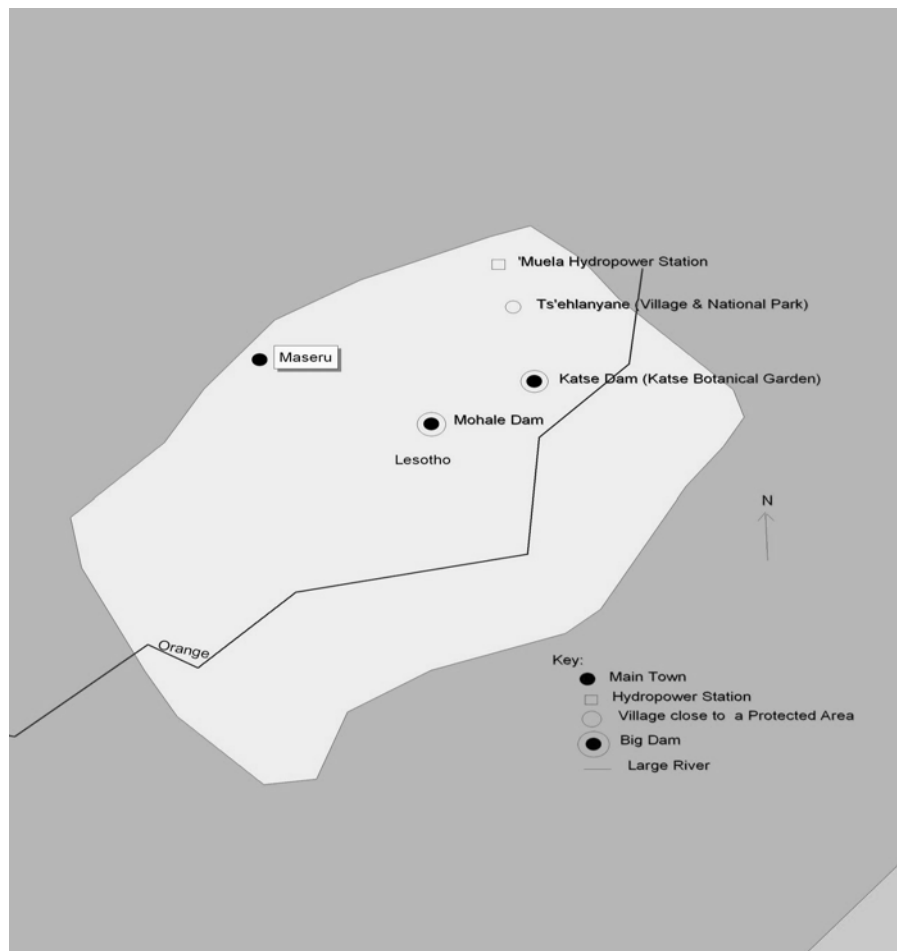 'Muela Hydropower Station
Ts'ehlanyane (Village & National Park)
Maseru
Katse Dam (Katse Botanical Garden)
Mohale Dam
Lesotho
N
Orange
Key:
Main Town
Hydropower Station
Village close to a Protected Area
Big Dam
Large River